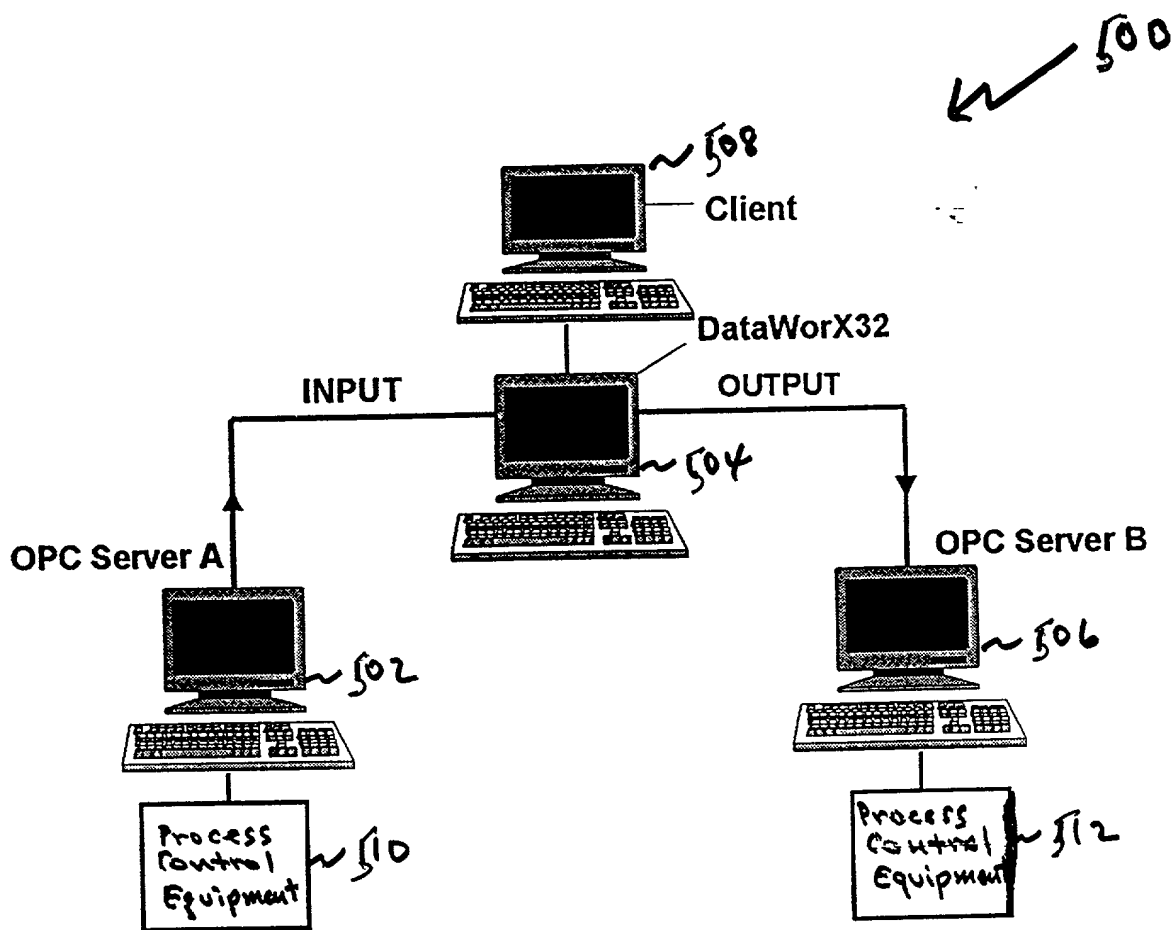 500
508
Client
DataWorX32
INPUT
OUTPUT
504
OPC Server A
OPC Server B
502
506
Process
Control
Equipment
510
Process
Control
Equipment
512